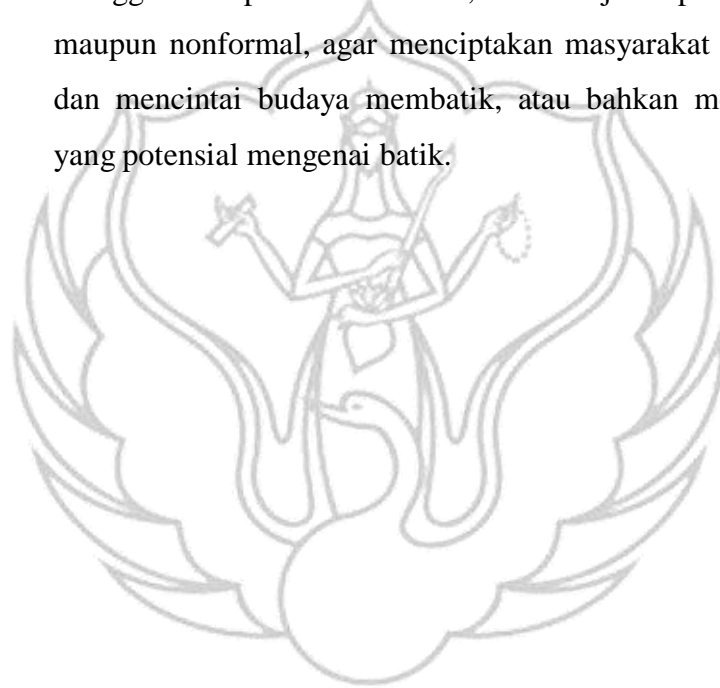 maupun nonformal, agar menciptakan masyarakat
dan mencintai budaya membatik, atau bahkan
yang potensial mengenai batik.